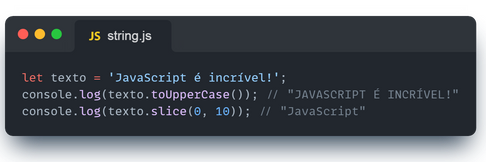 JS string.js
let texto = 'JavaScript é incrível!';
console.log(texto.toUpperCase()); // "JAVASCRIPT É INCRÍVEL!"
console.log(texto.slice(0, 10)); // "JavaScript"